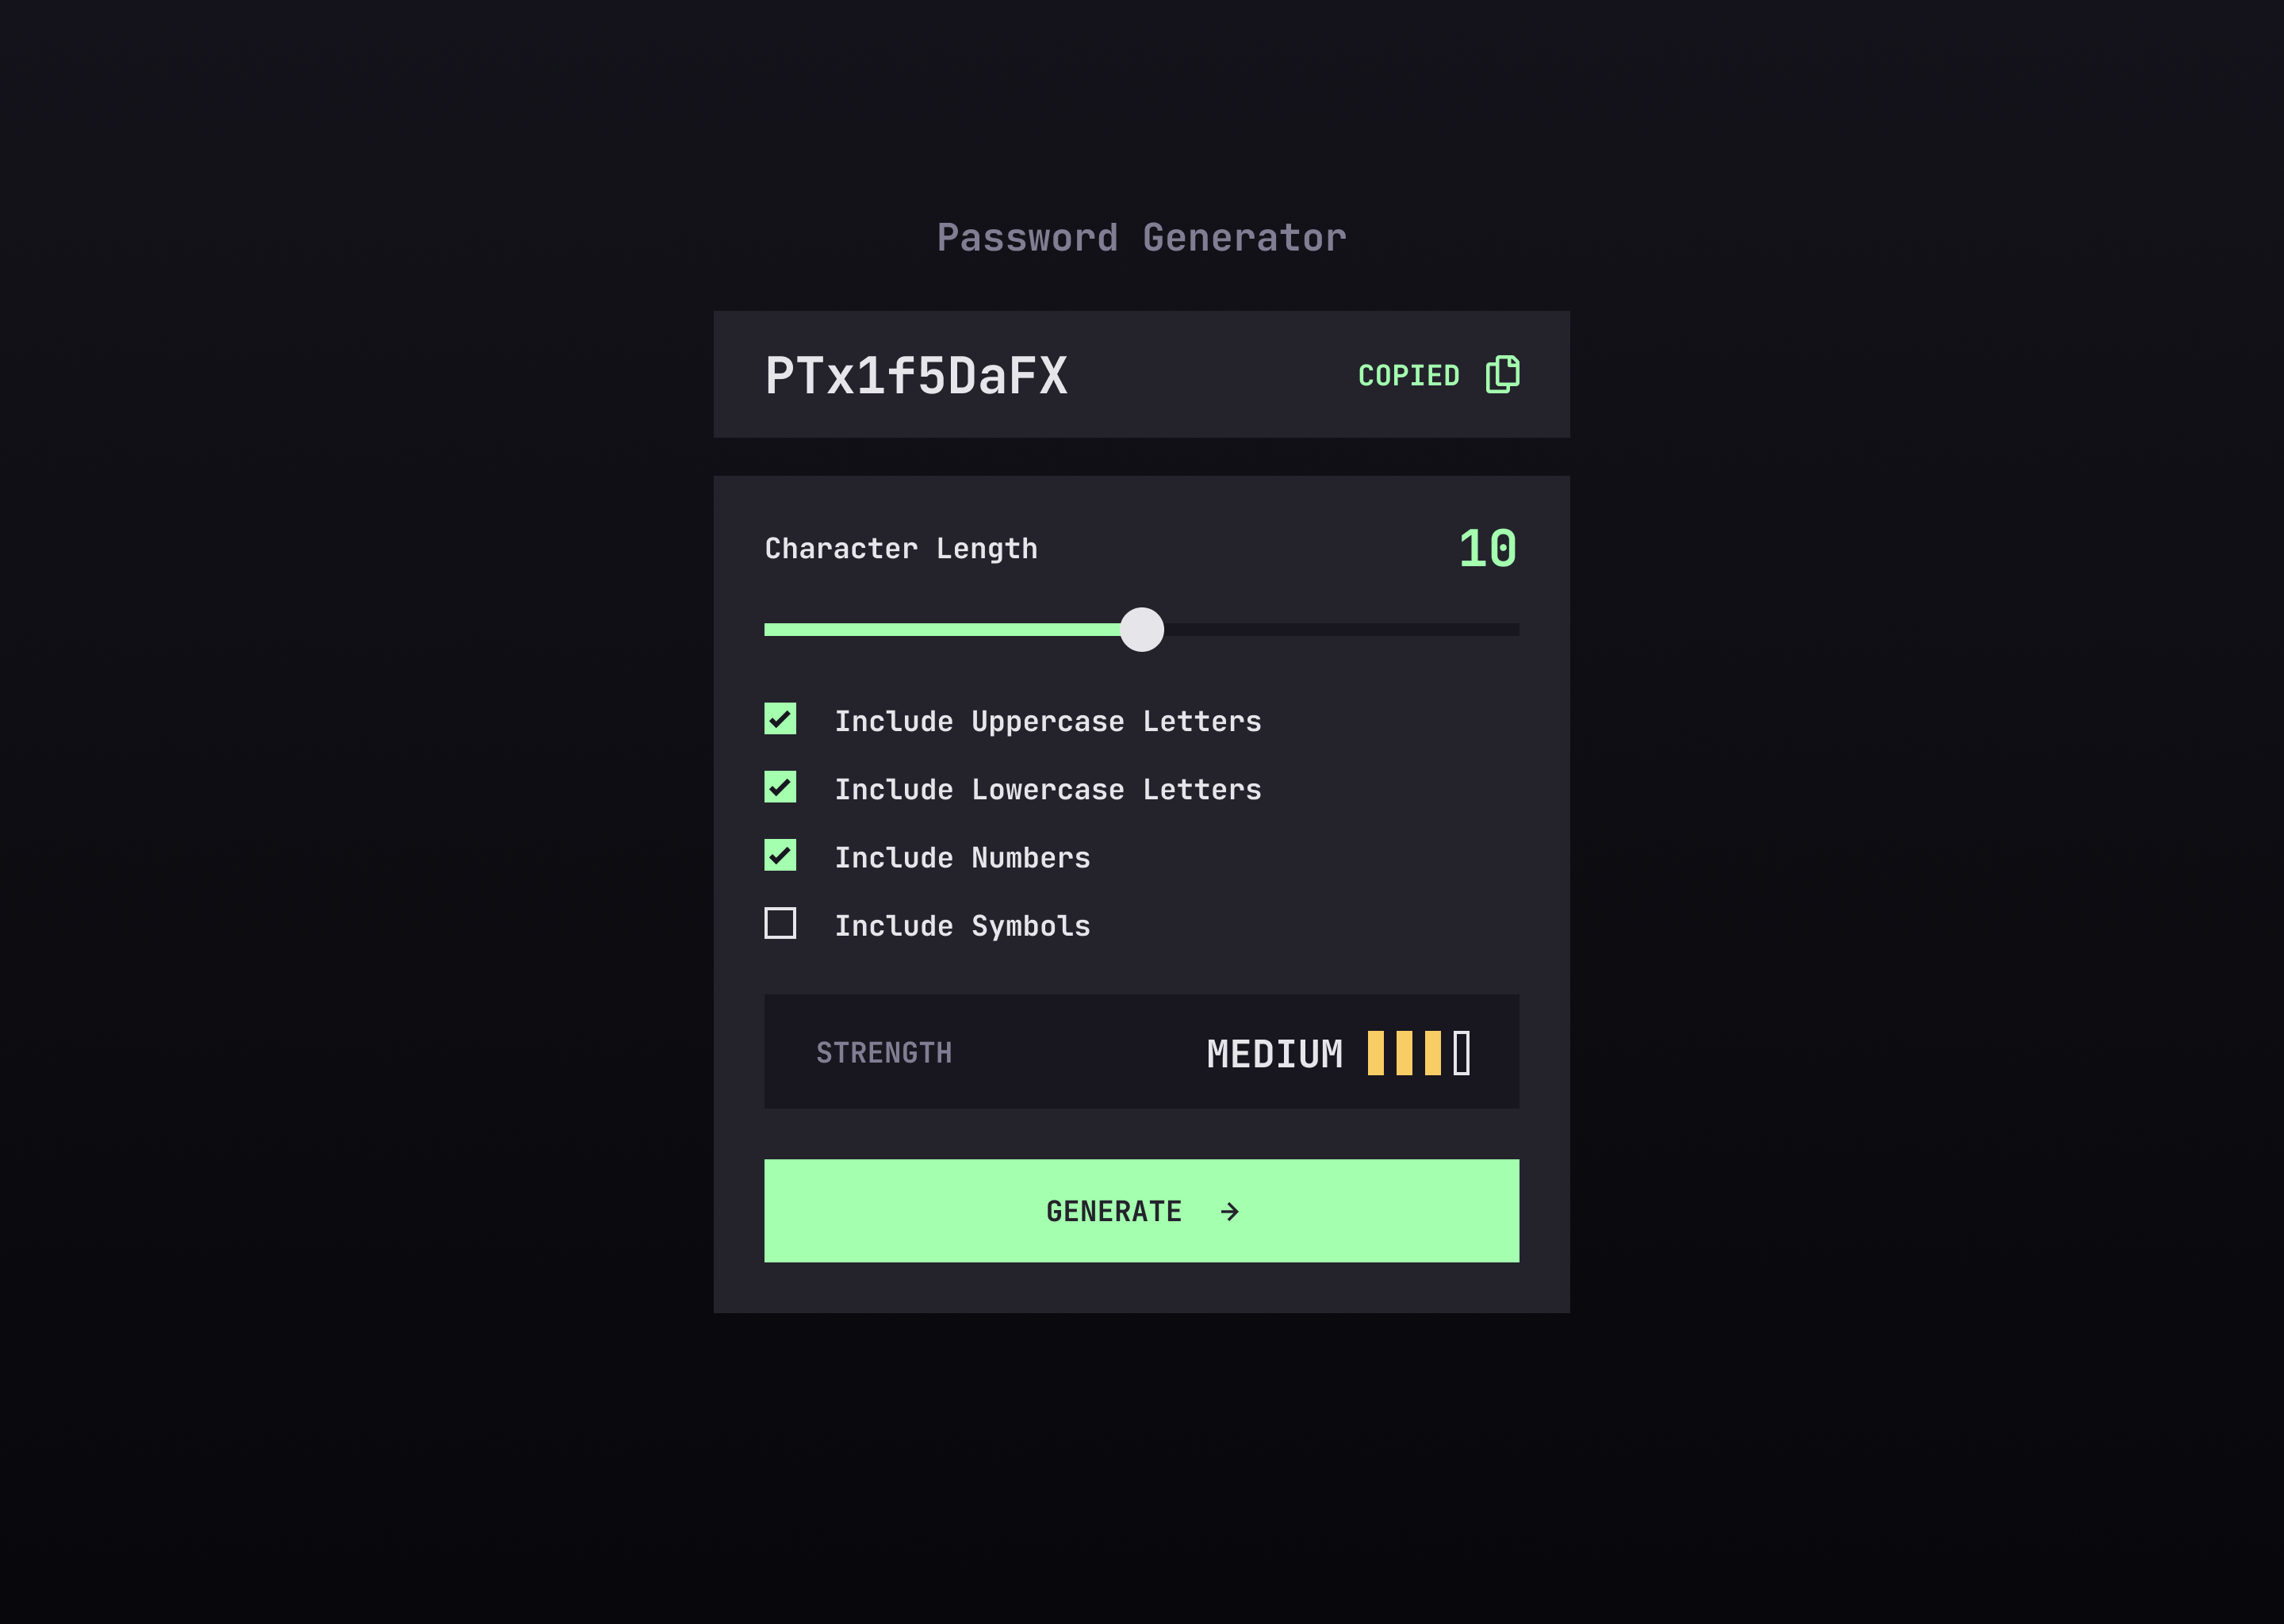 Password Generator
PTx1f5DaFX
COPIED
Character Length
10
Include Uppercase Letters
Include Lowercase Letters
Include Numbers
Include Symbols
STRENGTH
MEDIUM
GENERATE →